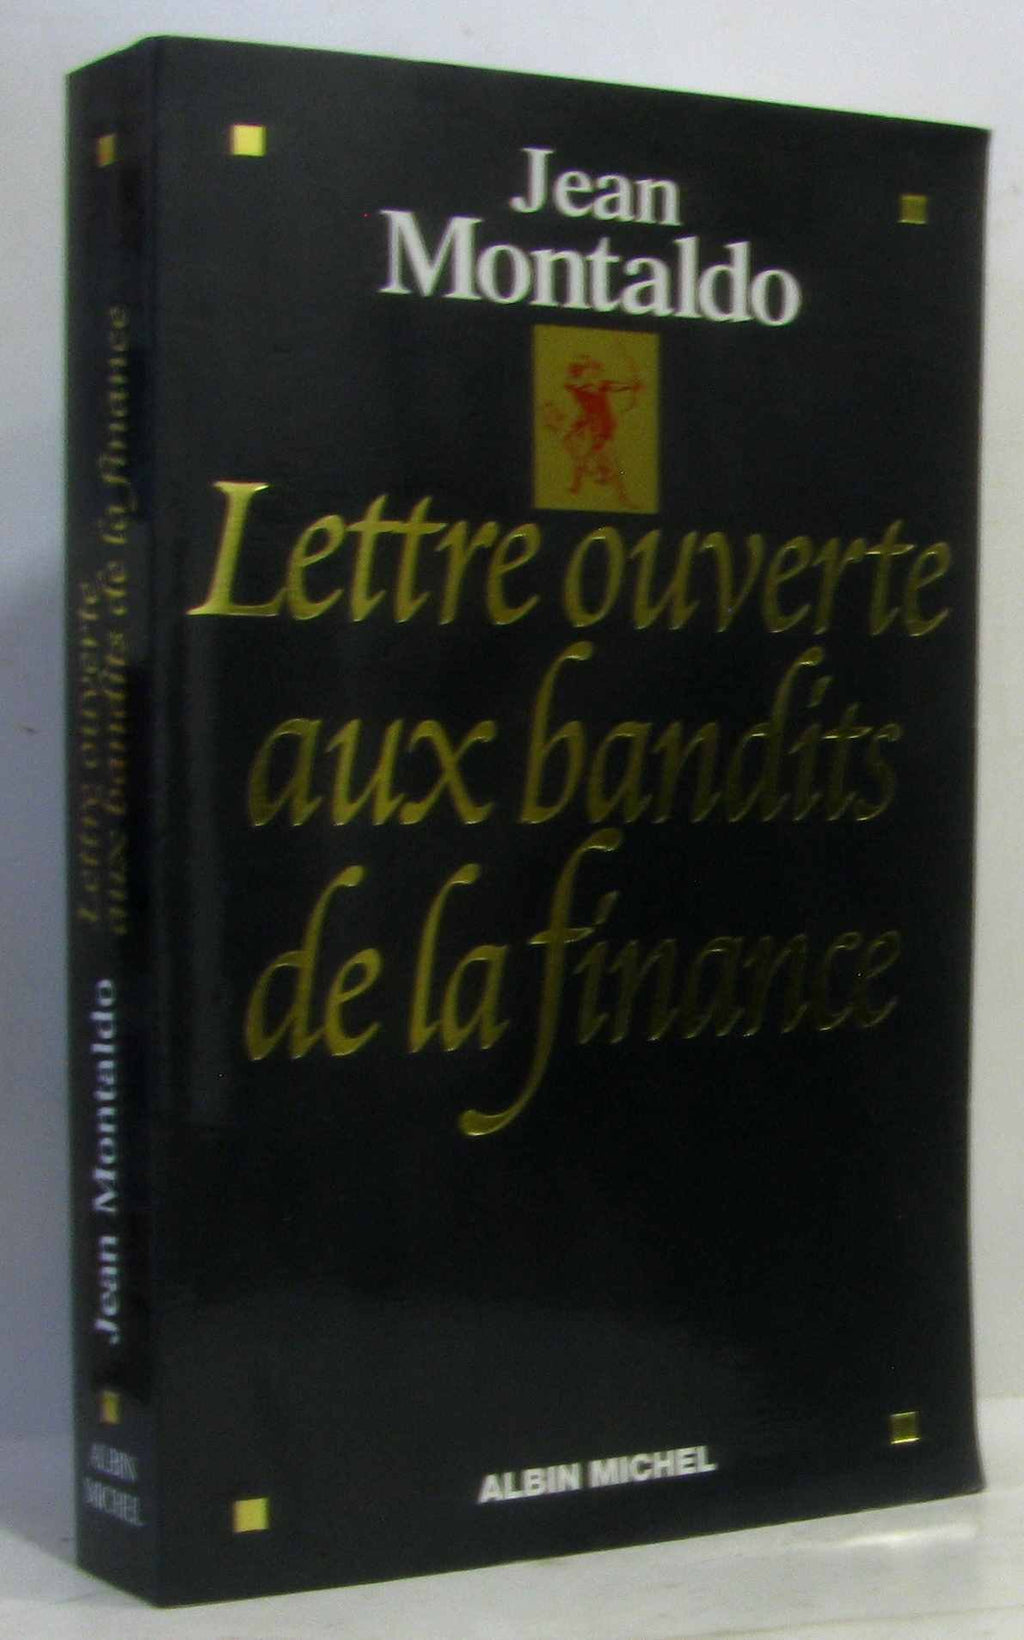 Jean
Montaldo
Lettre ouverte
aux bandits
de la finance
ALBIN MICHEL
Jean Montaldo
Lettre ouverte
aux bandits de la finance
ALBIN
MICHEL